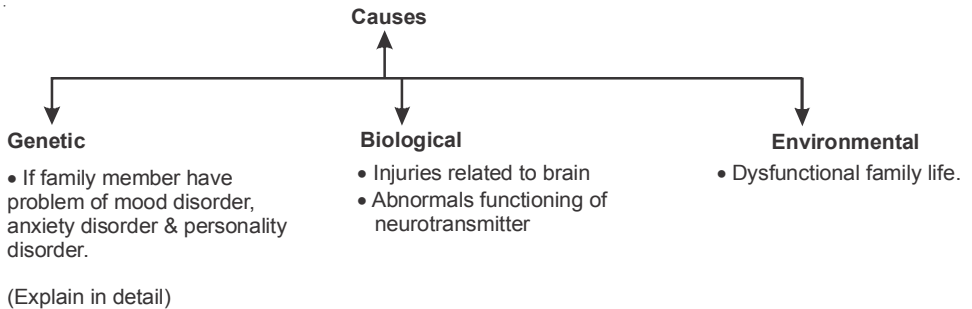 Causes
Genetic
• If family member have
problem of mood disorder,
anxiety disorder & personality
disorder.
(Explain in detail)
Biological
• Injuries related to brain
• Abnormals functioning of
neurotransmitter
Environmental
• Dysfunctional family life.